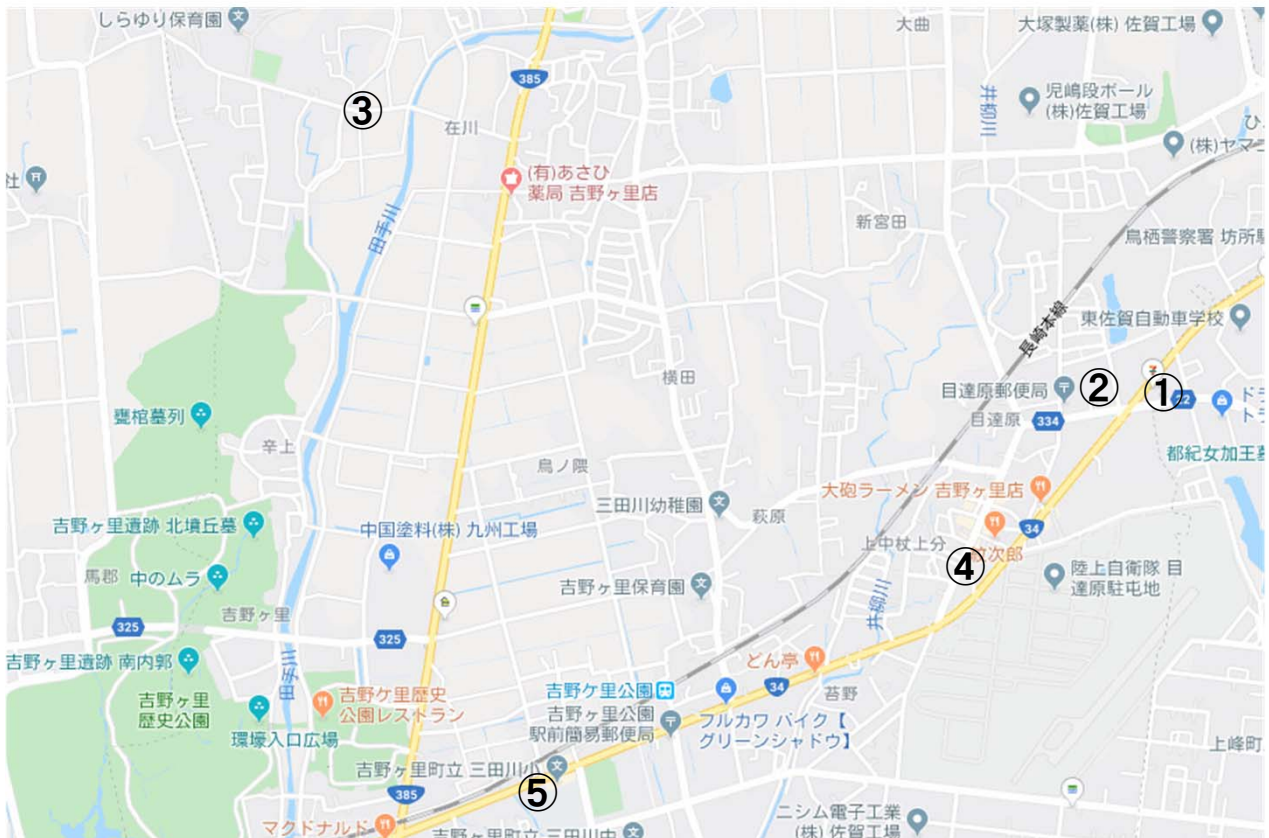 しらゆり保育園
大曲
大塚製薬(株) 佐賀工場
385
児嶋段ボール
(株)佐賀工場
井柳川
③
在川
ひ
(株)ヤマニ
(有)あさひ
薬局 吉野ヶ里店
社
田手川
新宮田
鳥栖警察署 坊所駐
長崎本線
東佐賀自動車学校
横田
目達原郵便局
②
①
ド
ト
334
目達原
甕棺墓列
辛上
鳥ノ隈
都紀女加王墓
大砲ラーメン 吉野ヶ里店
三田川幼稚園
萩原
吉野ヶ里遺跡 北墳丘墓
中国塗料(株) 九州工場
34
上中杖上分
次郎
④
陸上自衛隊 目
達原駐屯地
馬郡
中のムラ
吉野ヶ里保育園
井柳川
吉野ヶ里
325
325
吉野ヶ里遺跡 南内郭
どん亭
田手川
吉野ケ里公園
34
苔野
吉野ヶ里
歴史公園
吉野ケ里歴史
公園レストラン
吉野ヶ里公園
駅前簡易郵便局
フルカワ バイク【
グリーンシャドウ】
環壕入口広場
上峰町
吉野ヶ里町立 三田川小
⑤
385
マクドナルド
吉野ヶ里町立 三田川中
ニシム電子工業
(株) 佐賀工場